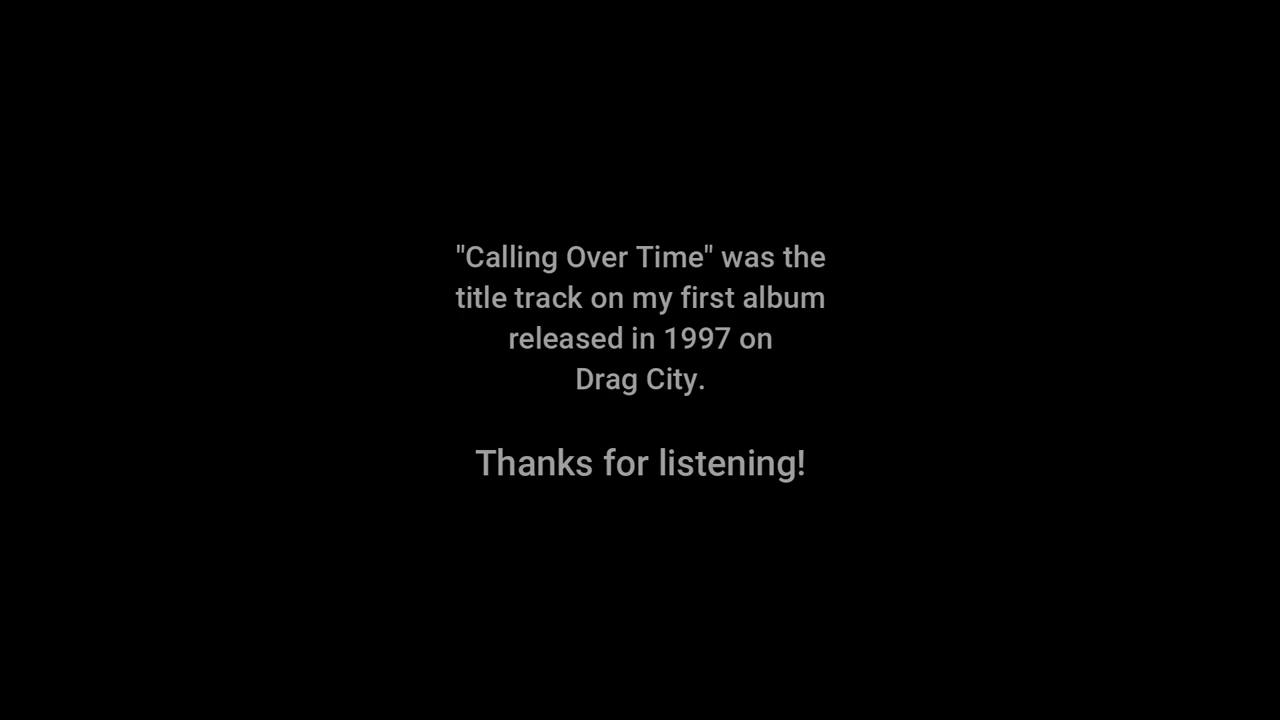 "Calling Over Time" was the
title track on my first album
released in 1997 on
Drag City.
Thanks for listening!